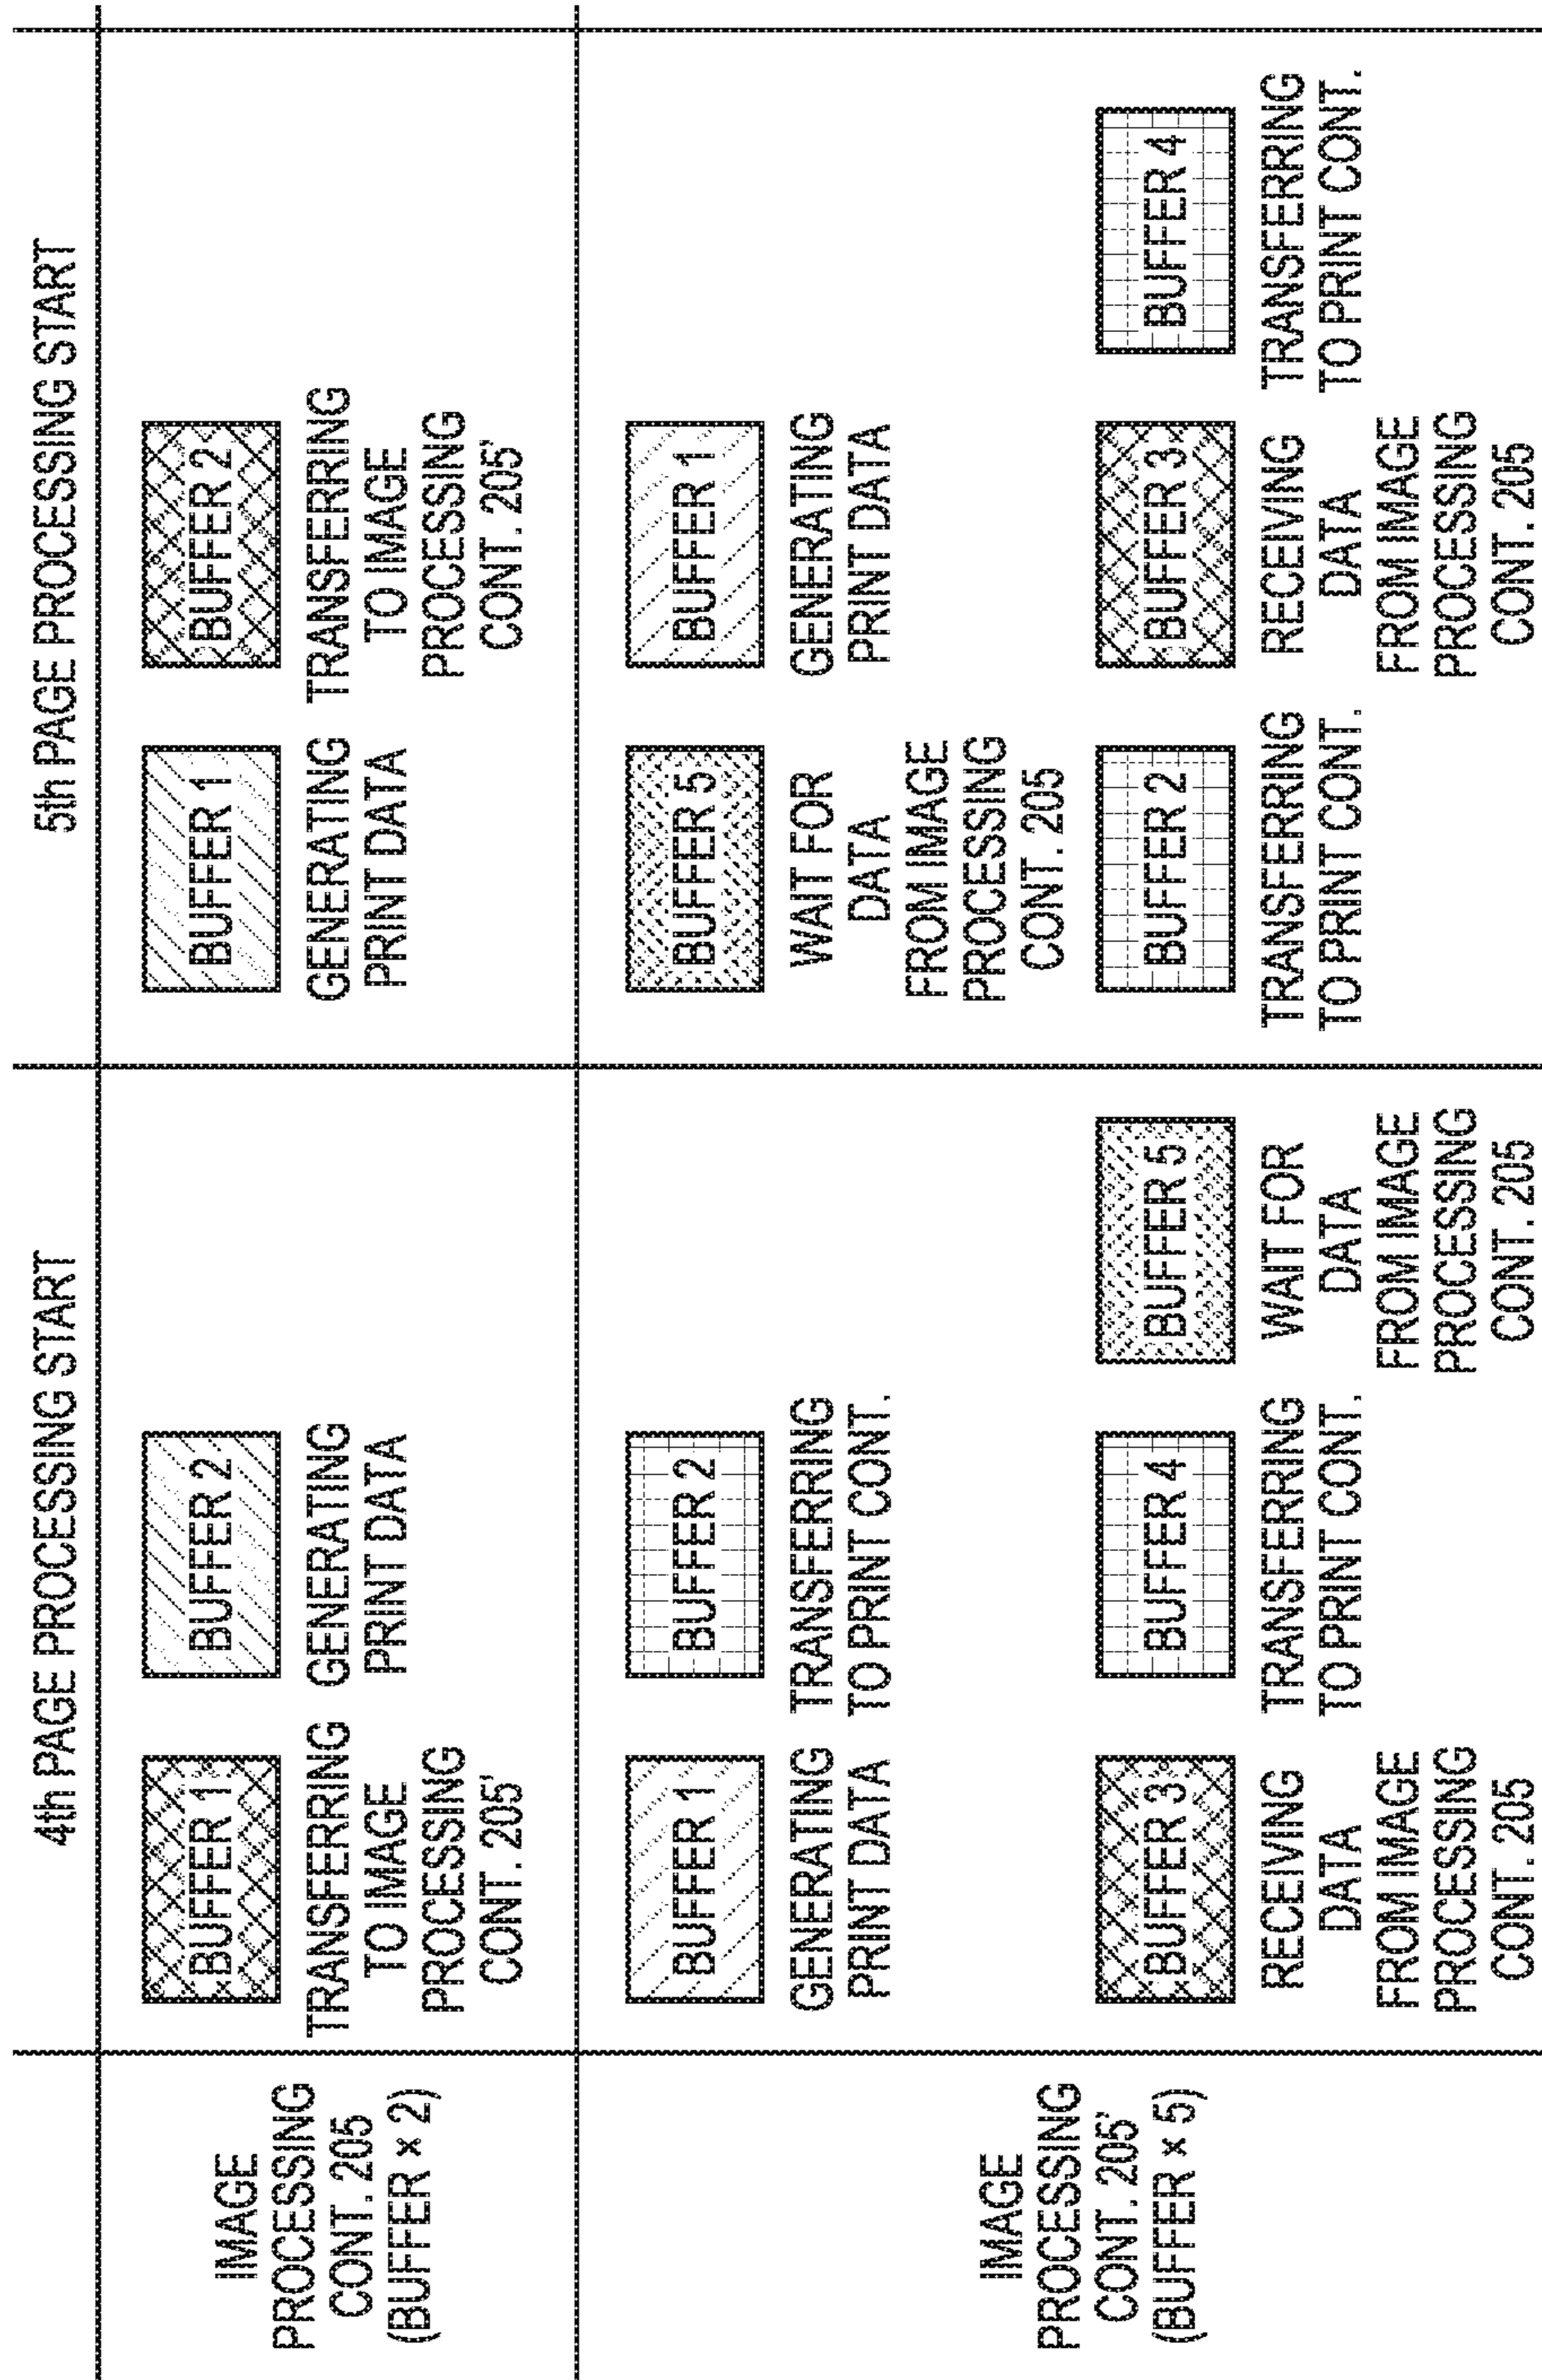 4th PAGE PROCESSING START
5th PAGE PROCESSING START
IMAGE
PROCESSING
CONT. 205
(BUFFER × 2)
BUFFER 1
TRANSFERRING
TO IMAGE
PROCESSING
CONT. 205'
BUFFER 2
GENERATING
PRINT DATA
BUFFER 1
GENERATING
PRINT DATA
BUFFER 2
TRANSFERRING
TO IMAGE
PROCESSING
CONT. 205'
IMAGE
PROCESSING
CONT. 205'
(BUFFER × 5)
BUFFER 1
GENERATING
PRINT DATA
BUFFER 2
TRANSFERRING
TO PRINT CONT.
BUFFER 3
RECEIVING
DATA
FROM IMAGE
PROCESSING
CONT. 205
BUFFER 4
TRANSFERRING
TO PRINT CONT.
BUFFER 5
WAIT FOR
DATA
FROM IMAGE
PROCESSING
CONT. 205
BUFFER 5
WAIT FOR
DATA
FROM IMAGE
PROCESSING
CONT. 205
BUFFER 1
GENERATING
PRINT DATA
BUFFER 2
TRANSFERRING
TO PRINT CONT.
BUFFER 3
RECEIVING
DATA
FROM IMAGE
PROCESSING
CONT. 205
BUFFER 4
TRANSFERRING
TO PRINT CONT.